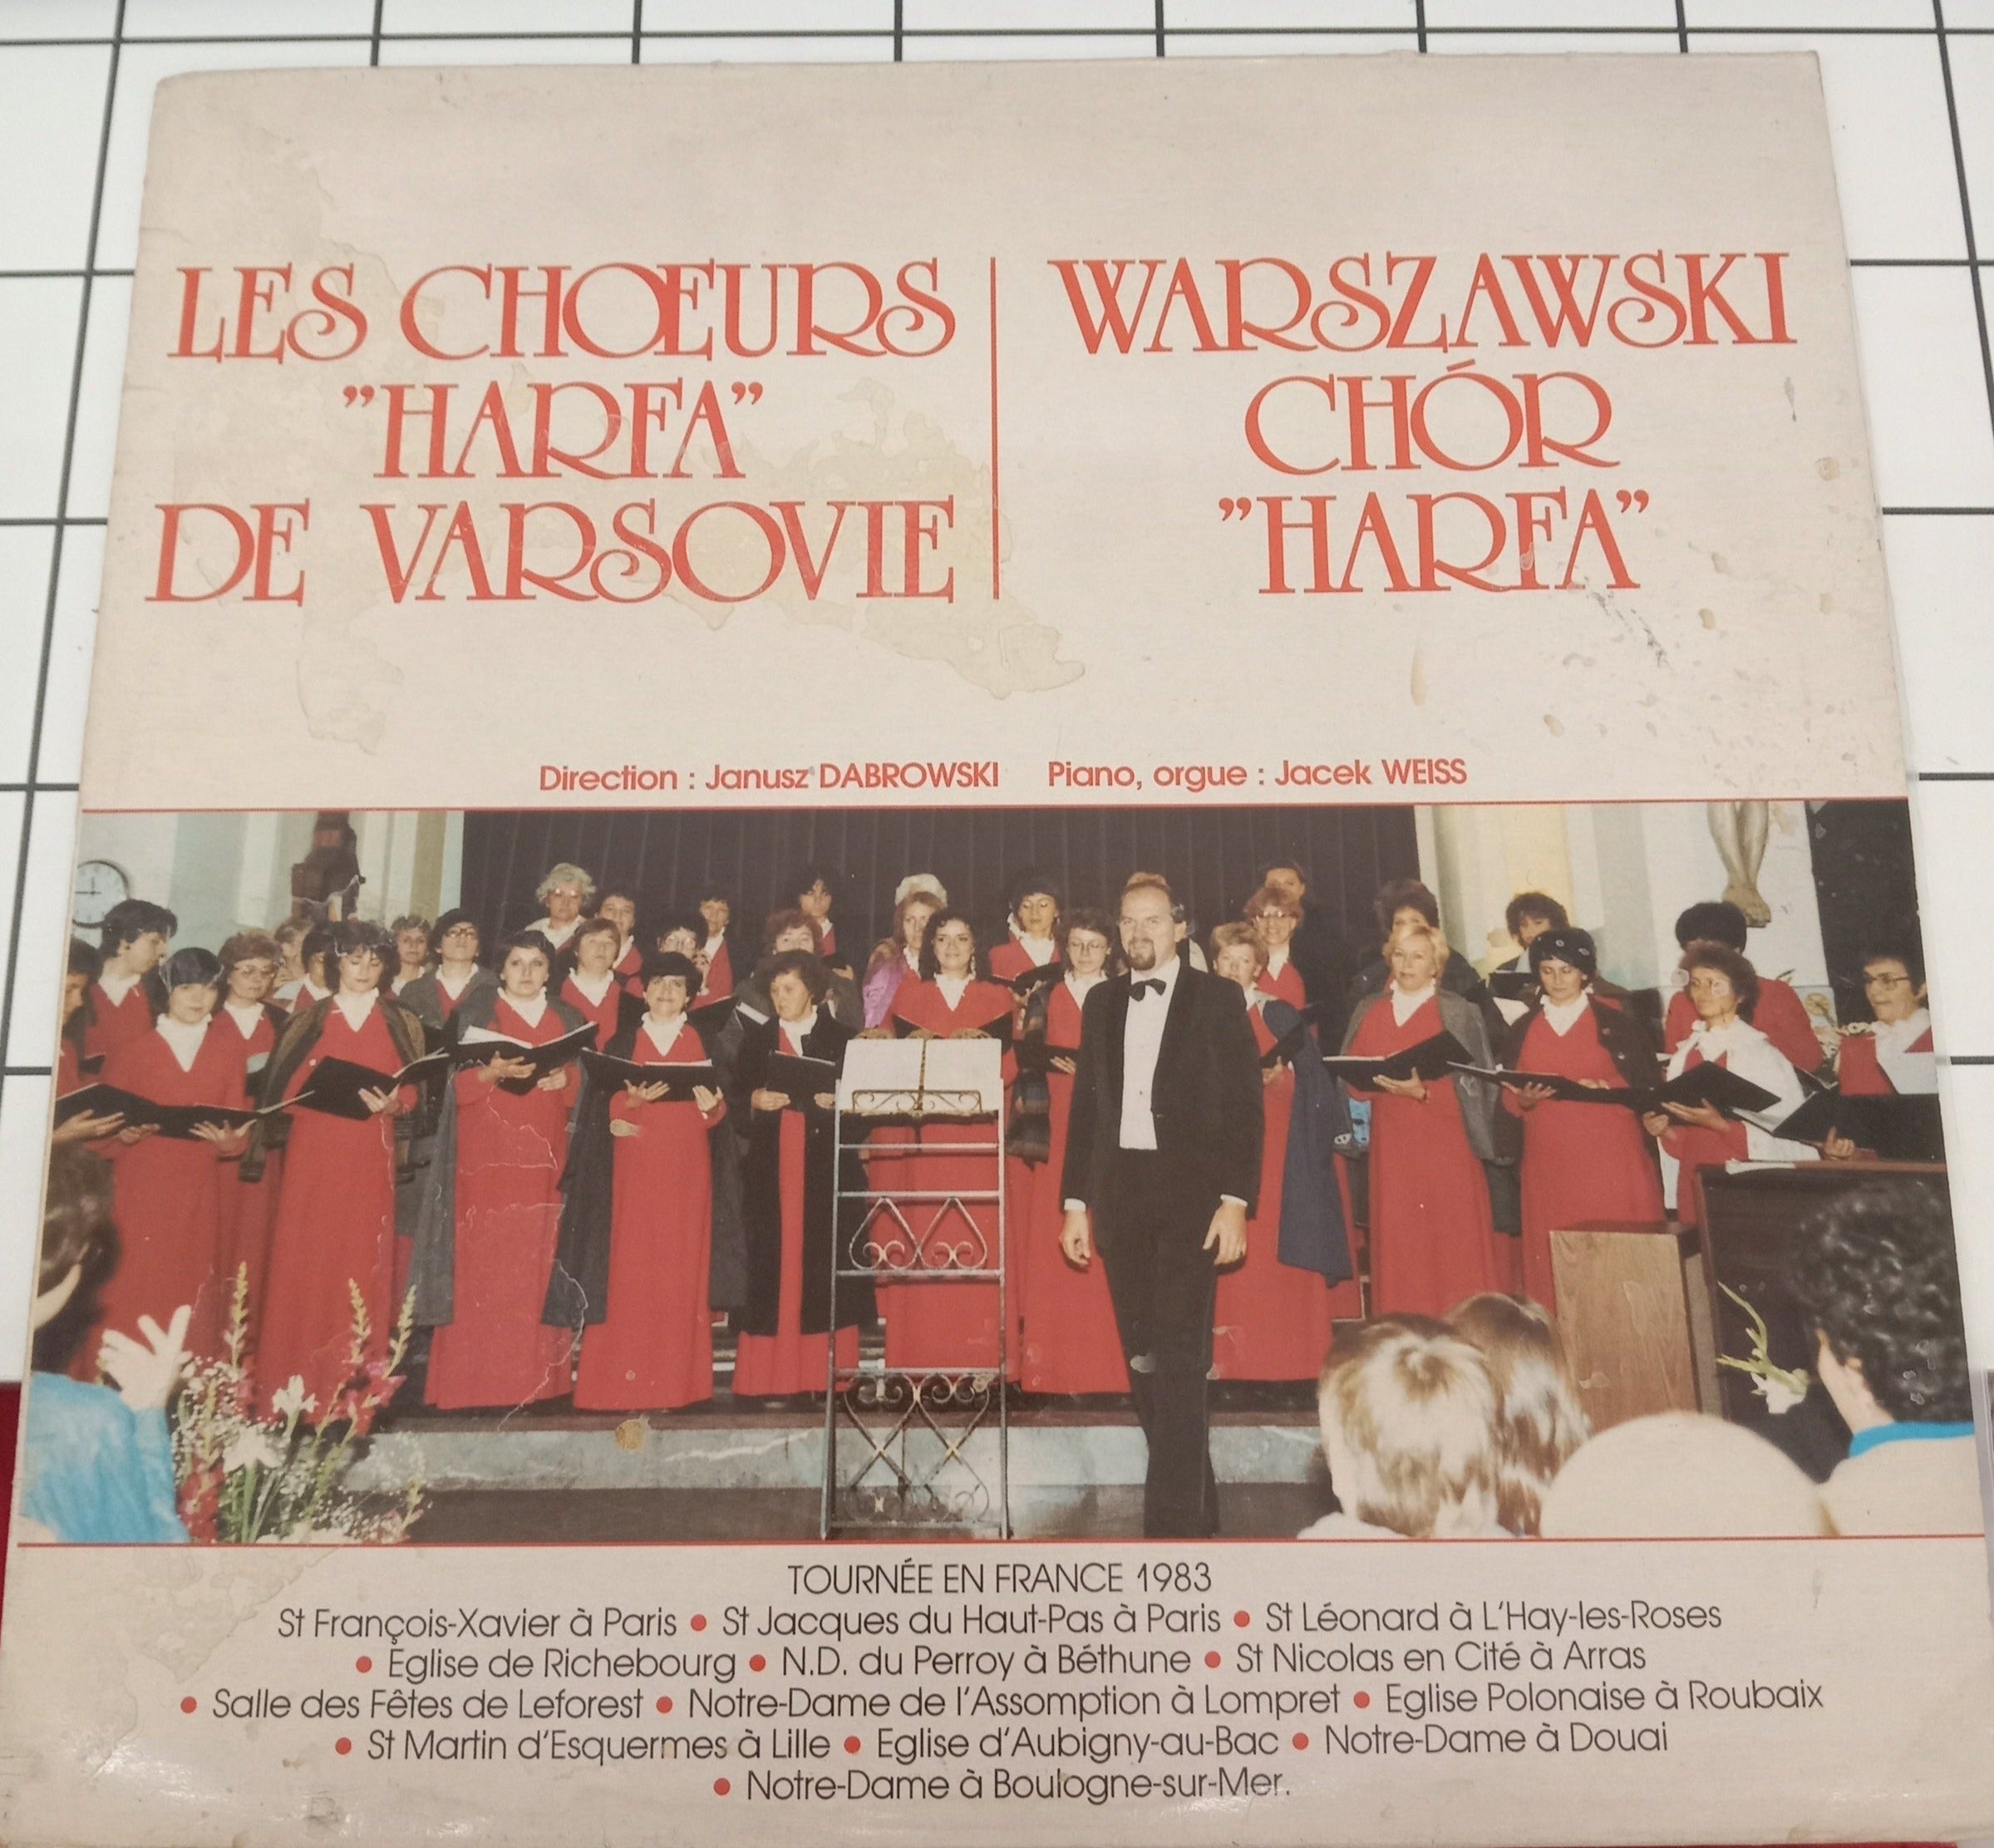 LES CHŒURS
"HARFA"
DE VARSOVIE
WARSZAWSKI
CHÓR
"HARFA"
Direction : Janusz DABROWSKI Piano, orgue : Jacek WEISS
TOURNÉE EN FRANCE 1983
St François-Xavier à Paris • St Jacques du Haut-Pas à Paris • St Léonard à L'Hay-les-Roses
• Eglise de Richebourg • N.D. du Perroy à Béthune • St Nicolas en Cité à Arras
• Salle des Fêtes de Leforest • Notre-Dame de l'Assomption à Lompret • Eglise Polonaise à Roubaix
• St Martin d'Esquermes à Lille • Eglise d'Aubigny-au-Bac • Notre-Dame à Douai
• Notre-Dame à Boulogne-sur-Mer.